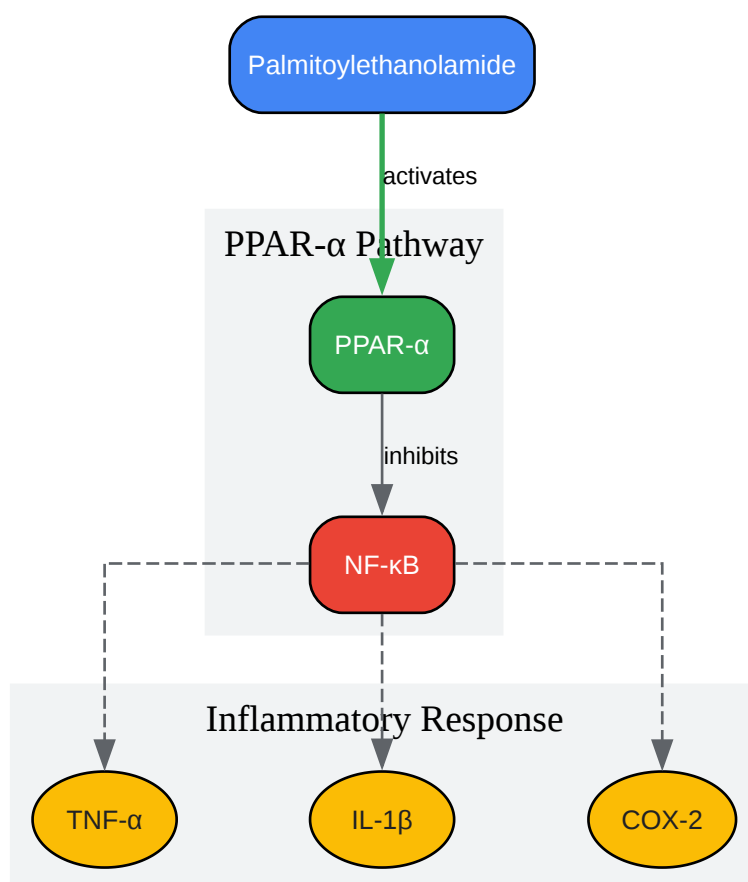 Palmitoylethanolamide
activates
PPAR-α Pathway
PPAR-α
inhibits
NF-κB
Inflammatory Response
TNF-α
IL-1β
COX-2